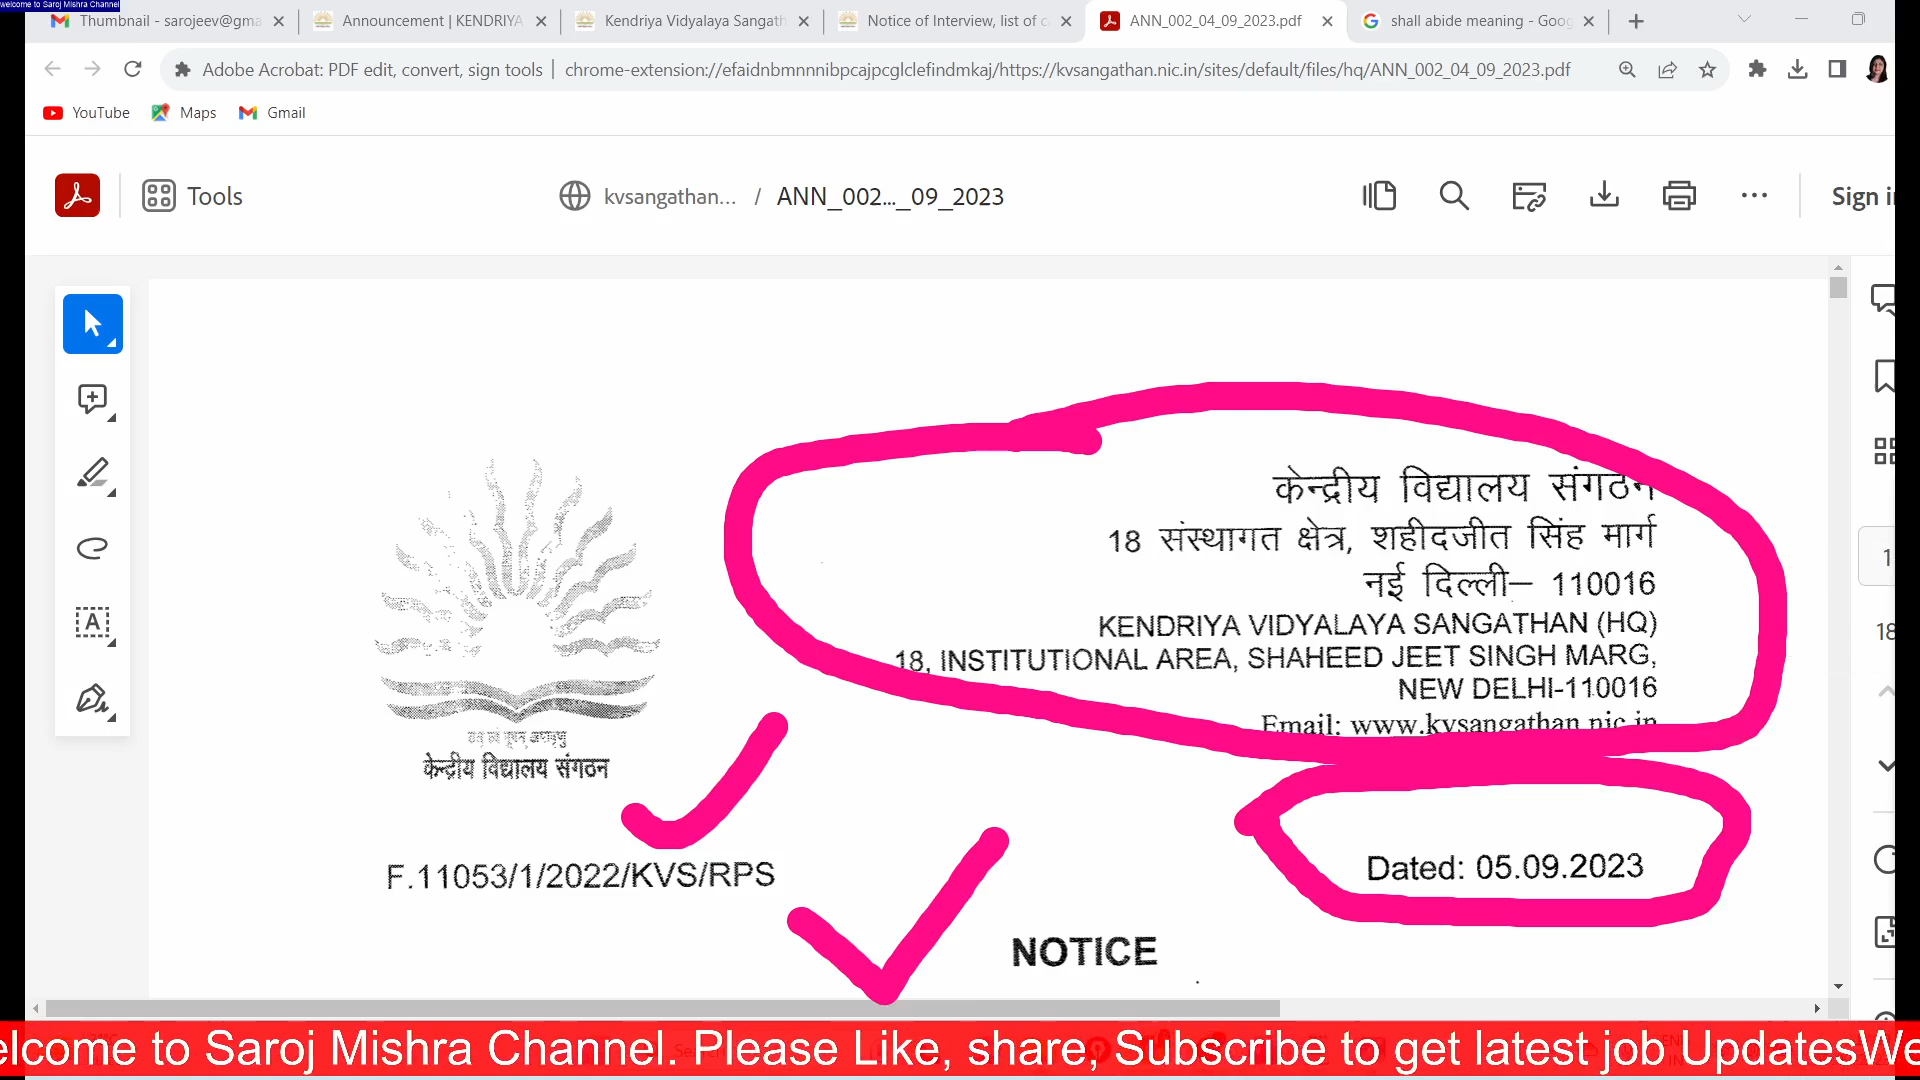 welcome to Saroj Mishra Channel
Thumbnail - sarojeev@gma
Announcement | KENDRIYA
Kendriya Vidyalaya Sangath
Notice of Interview, list of c
ANN_002_04_09_2023.pdf
shall abide meaning - Goog
Adobe Acrobat: PDF edit, convert, sign tools
chrome-extension://efaidnbmnnnibpcajpcglclefindmkaj/https://kvsangathan.nic.in/sites/default/files/hq/ANN_002_04_09_2023.pdf
YouTube
Maps
Gmail
Tools
kvsangathan... / ANN_002..._09_2023
Sign in
केन्द्रीय विद्यालय संगठन
18 संस्थागत क्षेत्र, शहीदजीत सिंह मार्ग
नई दिल्ली– 110016
KENDRIYA VIDYALAYA SANGATHAN (HQ)
18, INSTITUTIONAL AREA, SHAHEED JEET SINGH MARG,
NEW DELHI-110016
Email: www.kvsangathan.nic.in
केन्द्रीय विद्यालय संगठन
1
18
F.11053/1/2022/KVS/RPS
Dated: 05.09.2023
NOTICE
elcome to Saroj Mishra Channel. Please Like, share, Subscribe to get latest job UpdatesWe